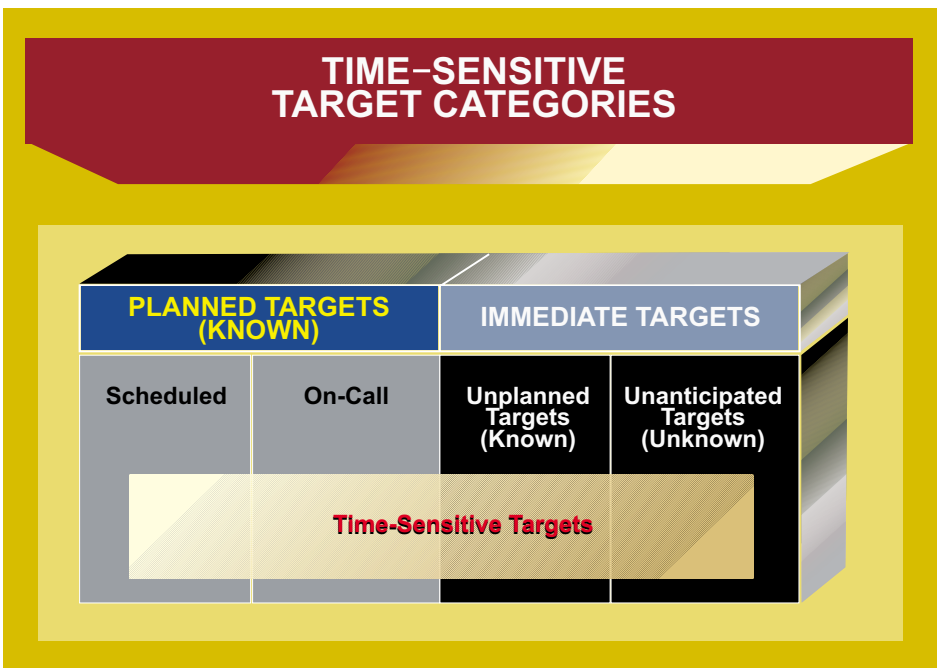 TIME–SENSITIVE
TARGET CATEGORIES
PLANNED TARGETS
(KNOWN)
IMMEDIATE TARGETS
Scheduled
On-Call
Unplanned
Targets
(Known)
Unanticipated
Targets
(Unknown)
Time-Sensitive Targets